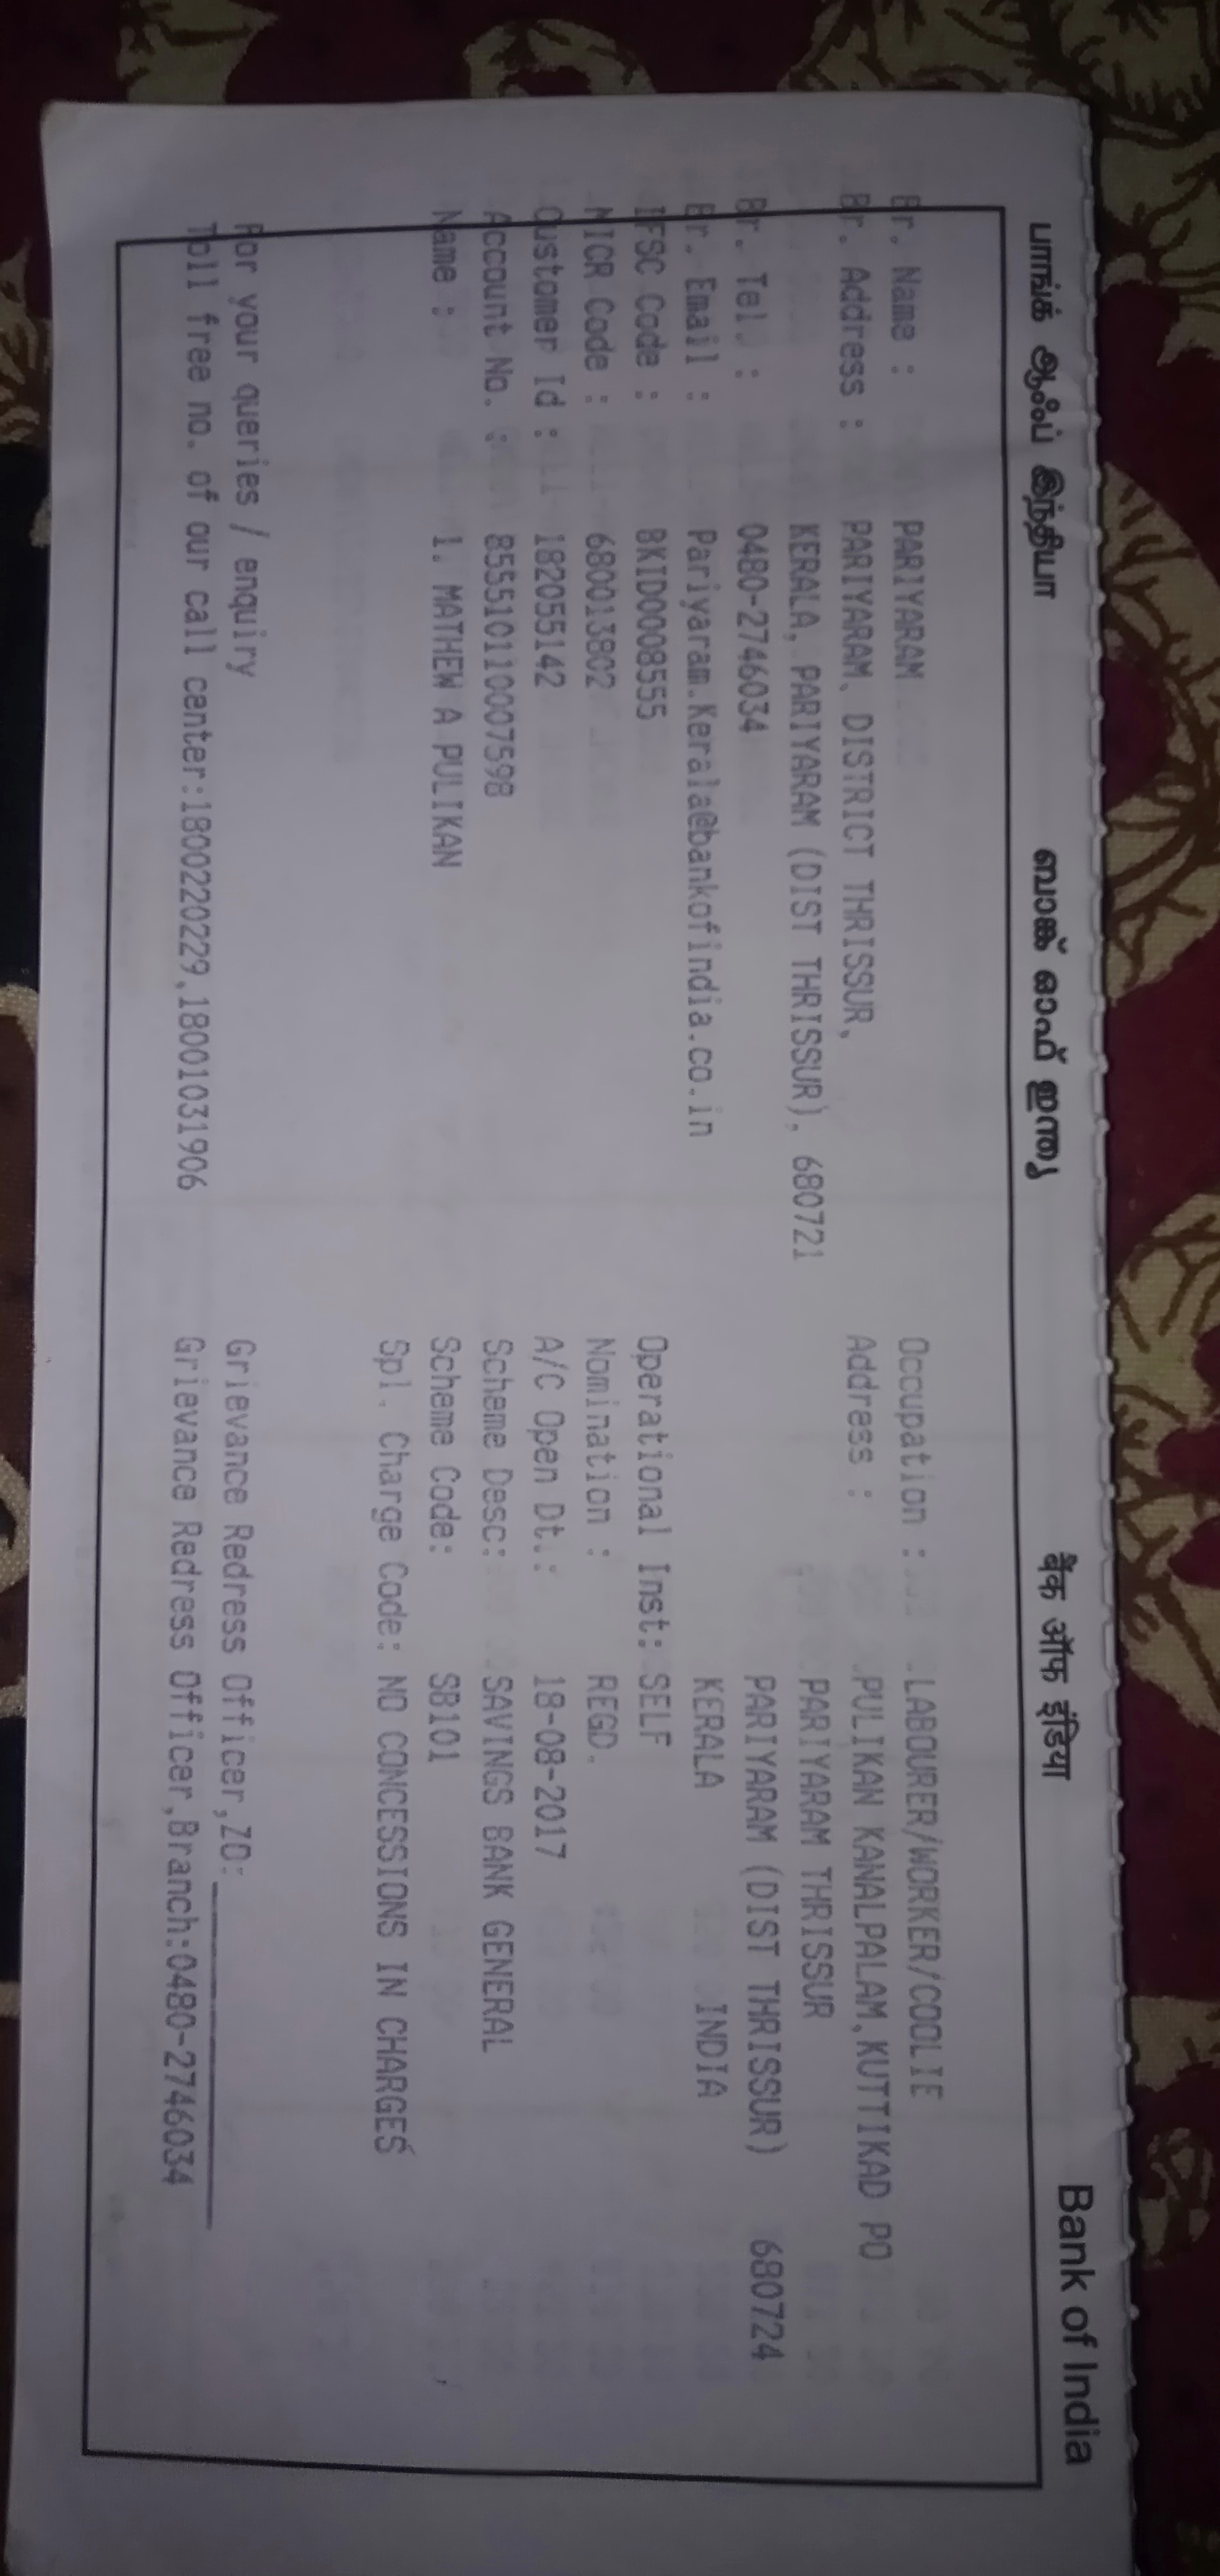 பாங்க் ஆஃப் இந்தியா ബാങ്ക് ഓഫ് ഇന്ത്യ बैंक ऑफ इंडिया Bank of India
Br. Name : PARIYARAM Occupation : LABOURER/WORKER/COOLIE
Br. Address : PARIYARAM, DISTRICT THRISSUR, Address : PULIKAN KANALPALAM,KUTTIKAD PO
KERALA, PARIYARAM (DIST THRISSUR), 680721 PARIYARAM THRISSUR
Br. Tel. : 0480-2746034 PARIYARAM (DIST THRISSUR) 680724
Br. Email : Pariyaram.Kerala@bankofindia.co.in KERALA INDIA
IFSC Code : BKID0008555 Operational Inst: SELF
MICR Code : 680013802 Nomination : REGD.
Customer Id : 182055142 A/C Open Dt.: 18-08-2017
Account No. : 855510110007598 Scheme Desc: SAVINGS BANK GENERAL
Name : 1. MATHEW A PULIKAN Scheme Code: SB101
Spl. Charge Code: NO CONCESSIONS IN CHARGES
For your queries / enquiry Grievance Redress Officer,ZO:
Toll free no. of our call center:1800220229,18001031906 Grievance Redress Officer,Branch:0480-2746034